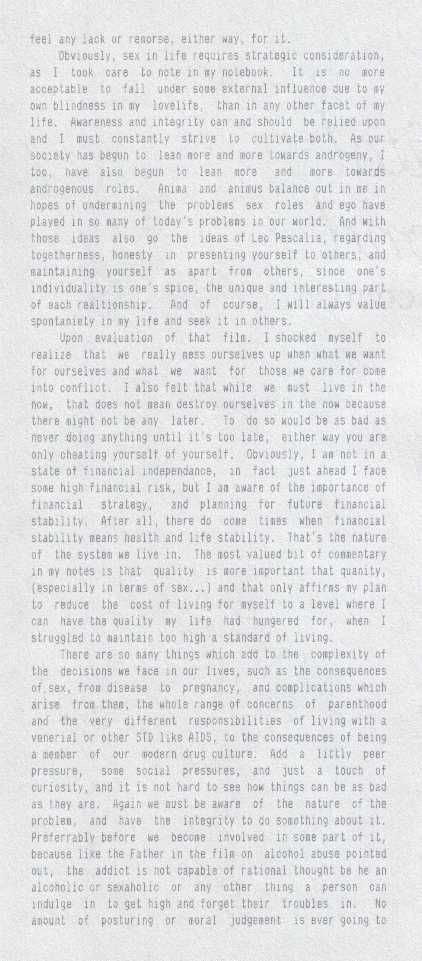 feel any lack or remorse, either way, for it.
Obviously, sex in life requires strategic consideration,
as I took care to note in my notebook. It is no more
acceptable to fall under some external influence due to my
own blindness in my lovelife, than in any other facet of my
life. Awareness and integrity can and should be relied upon
and I must constantly strive to cultivate both. As our
society has begun to lean more and more towards androgeny, I
too, have also begun to lean more and more towards
androgenous roles. Anima and animus balance out in me in
hopes of undermining the problems sex roles and ego have
played in so many of today's problems in our world. And with
those ideas also go the ideas of Leo Pescalia, regarding
togetherness, honesty in presenting yourself to others, and
maintaining yourself as apart from others, since one's
individuality is one's spice, the unique and interesting part
of each realtionship. And of course, I will always value
spontaniety in my life and seek it in others.
Upon evaluation of that film. I shocked myself to
realize that we really mess ourselves up when what we want
for ourselves and what we want for those we care for come
into conflict. I also felt that while we must live in the
now, that does not mean destroy ourselves in the now because
there might not be any later. To do so would be as bad as
never doing anything until it's too late, either way you are
only cheating yourself of yourself. Obviously, I am not in a
state of financial independance, in fact just ahead I face
some high financial risk, but I am aware of the importance of
financial strategy, and planning for future financial
stability. After all, there do come times when financial
stability means health and life stability. That's the nature
of the system we live in. The most valued bit of commentary
in my notes is that quality is more important that quanity,
(especially in terms of sex...) and that only affirms my plan
to reduce the cost of living for myself to a level where I
can have the quality my life had hungered for, when I
struggled to maintain too high a standard of living.
There are so many things which add to the complexity of
the decisions we face in our lives, such as the consequences
of sex, from disease to pregnancy, and complications which
arise from them, the whole range of concerns of parenthood
and the very different responsibilities of living with a
venerial or other STD like AIDS, to the consequences of being
a member of our modern drug culture. Add a littly peer
pressure, some social pressures, and just a touch of
curiosity, and it is not hard to see how things can be as bad
as they are. Again we must be aware of the nature of the
problem, and have the integrity to do something about it.
Preferrably before we become involved in some part of it,
because like the Father in the film on alcohol abuse pointed
out, the addict is not capable of rational thought be he an
alcoholic or sexaholic or any other thing a person can
indulge in to get high and forget their troubles in. No
amount of posturing or moral judgement is ever going to